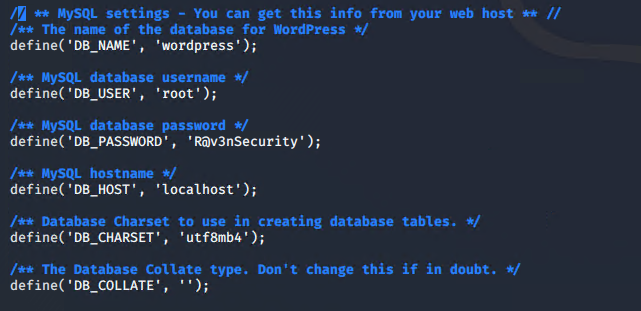 // ** MySQL settings - You can get this info from your web host ** //
/** The name of the database for WordPress */
define('DB_NAME', 'wordpress');
/** MySQL database username */
define('DB_USER', 'root');
/** MySQL database password */
define('DB_PASSWORD', 'R@v3nSecurity');
/** MySQL hostname */
define('DB_HOST', 'localhost');
/** Database Charset to use in creating database tables. */
define('DB_CHARSET', 'utf8mb4');
/** The Database Collate type. Don't change this if in doubt. */
define('DB_COLLATE', '');